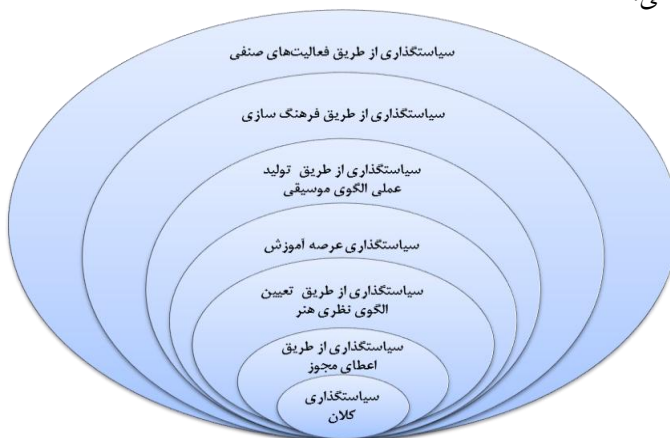 سیاستگذاری از طریق فعالیت‌های صنفی
سیاستگذاری از طریق فرهنگ سازی
سیاستگذاری از طریق تولید
عملی الگوی موسیقی
سیاستگذاری عرصه آموزش
سیاستگذاری از طریق تعیین
الگوی نظری هنر
سیاستگذاری از طریق
اعطای مجوز
سیاستگذاری
کلان